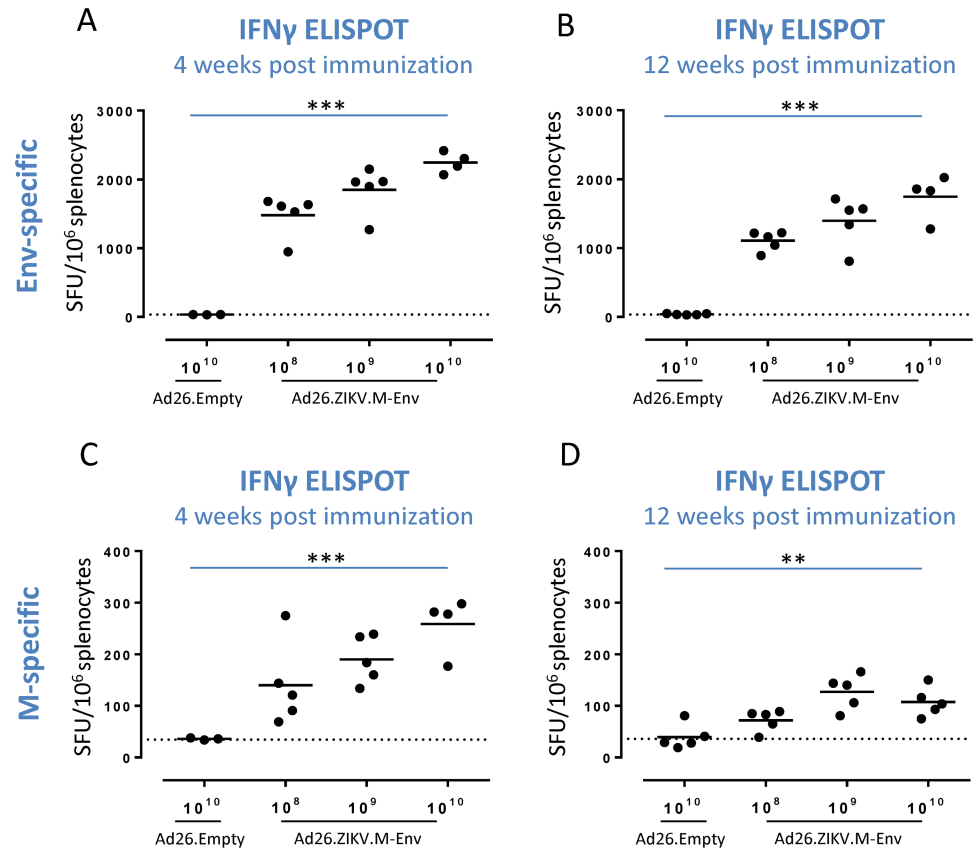 A
IFNγ ELISPOT
4 weeks post immunization
Env-specific
SFU/10⁶ splenocytes
3000
2000
1000
0
***
10¹⁰
10⁸
10⁹
10¹⁰
Ad26.Empty
Ad26.ZIKV.M-Env
B
IFNγ ELISPOT
12 weeks post immunization
SFU/10⁶ splenocytes
3000
2000
1000
0
***
10¹⁰
10⁸
10⁹
10¹⁰
Ad26.Empty
Ad26.ZIKV.M-Env
C
IFNγ ELISPOT
4 weeks post immunization
M-specific
SFU/10⁶ splenocytes
400
300
200
100
0
***
10¹⁰
10⁸
10⁹
10¹⁰
Ad26.Empty
Ad26.ZIKV.M-Env
D
IFNγ ELISPOT
12 weeks post immunization
SFU/10⁶ splenocytes
400
300
200
100
0
**
10¹⁰
10⁸
10⁹
10¹⁰
Ad26.Empty
Ad26.ZIKV.M-Env